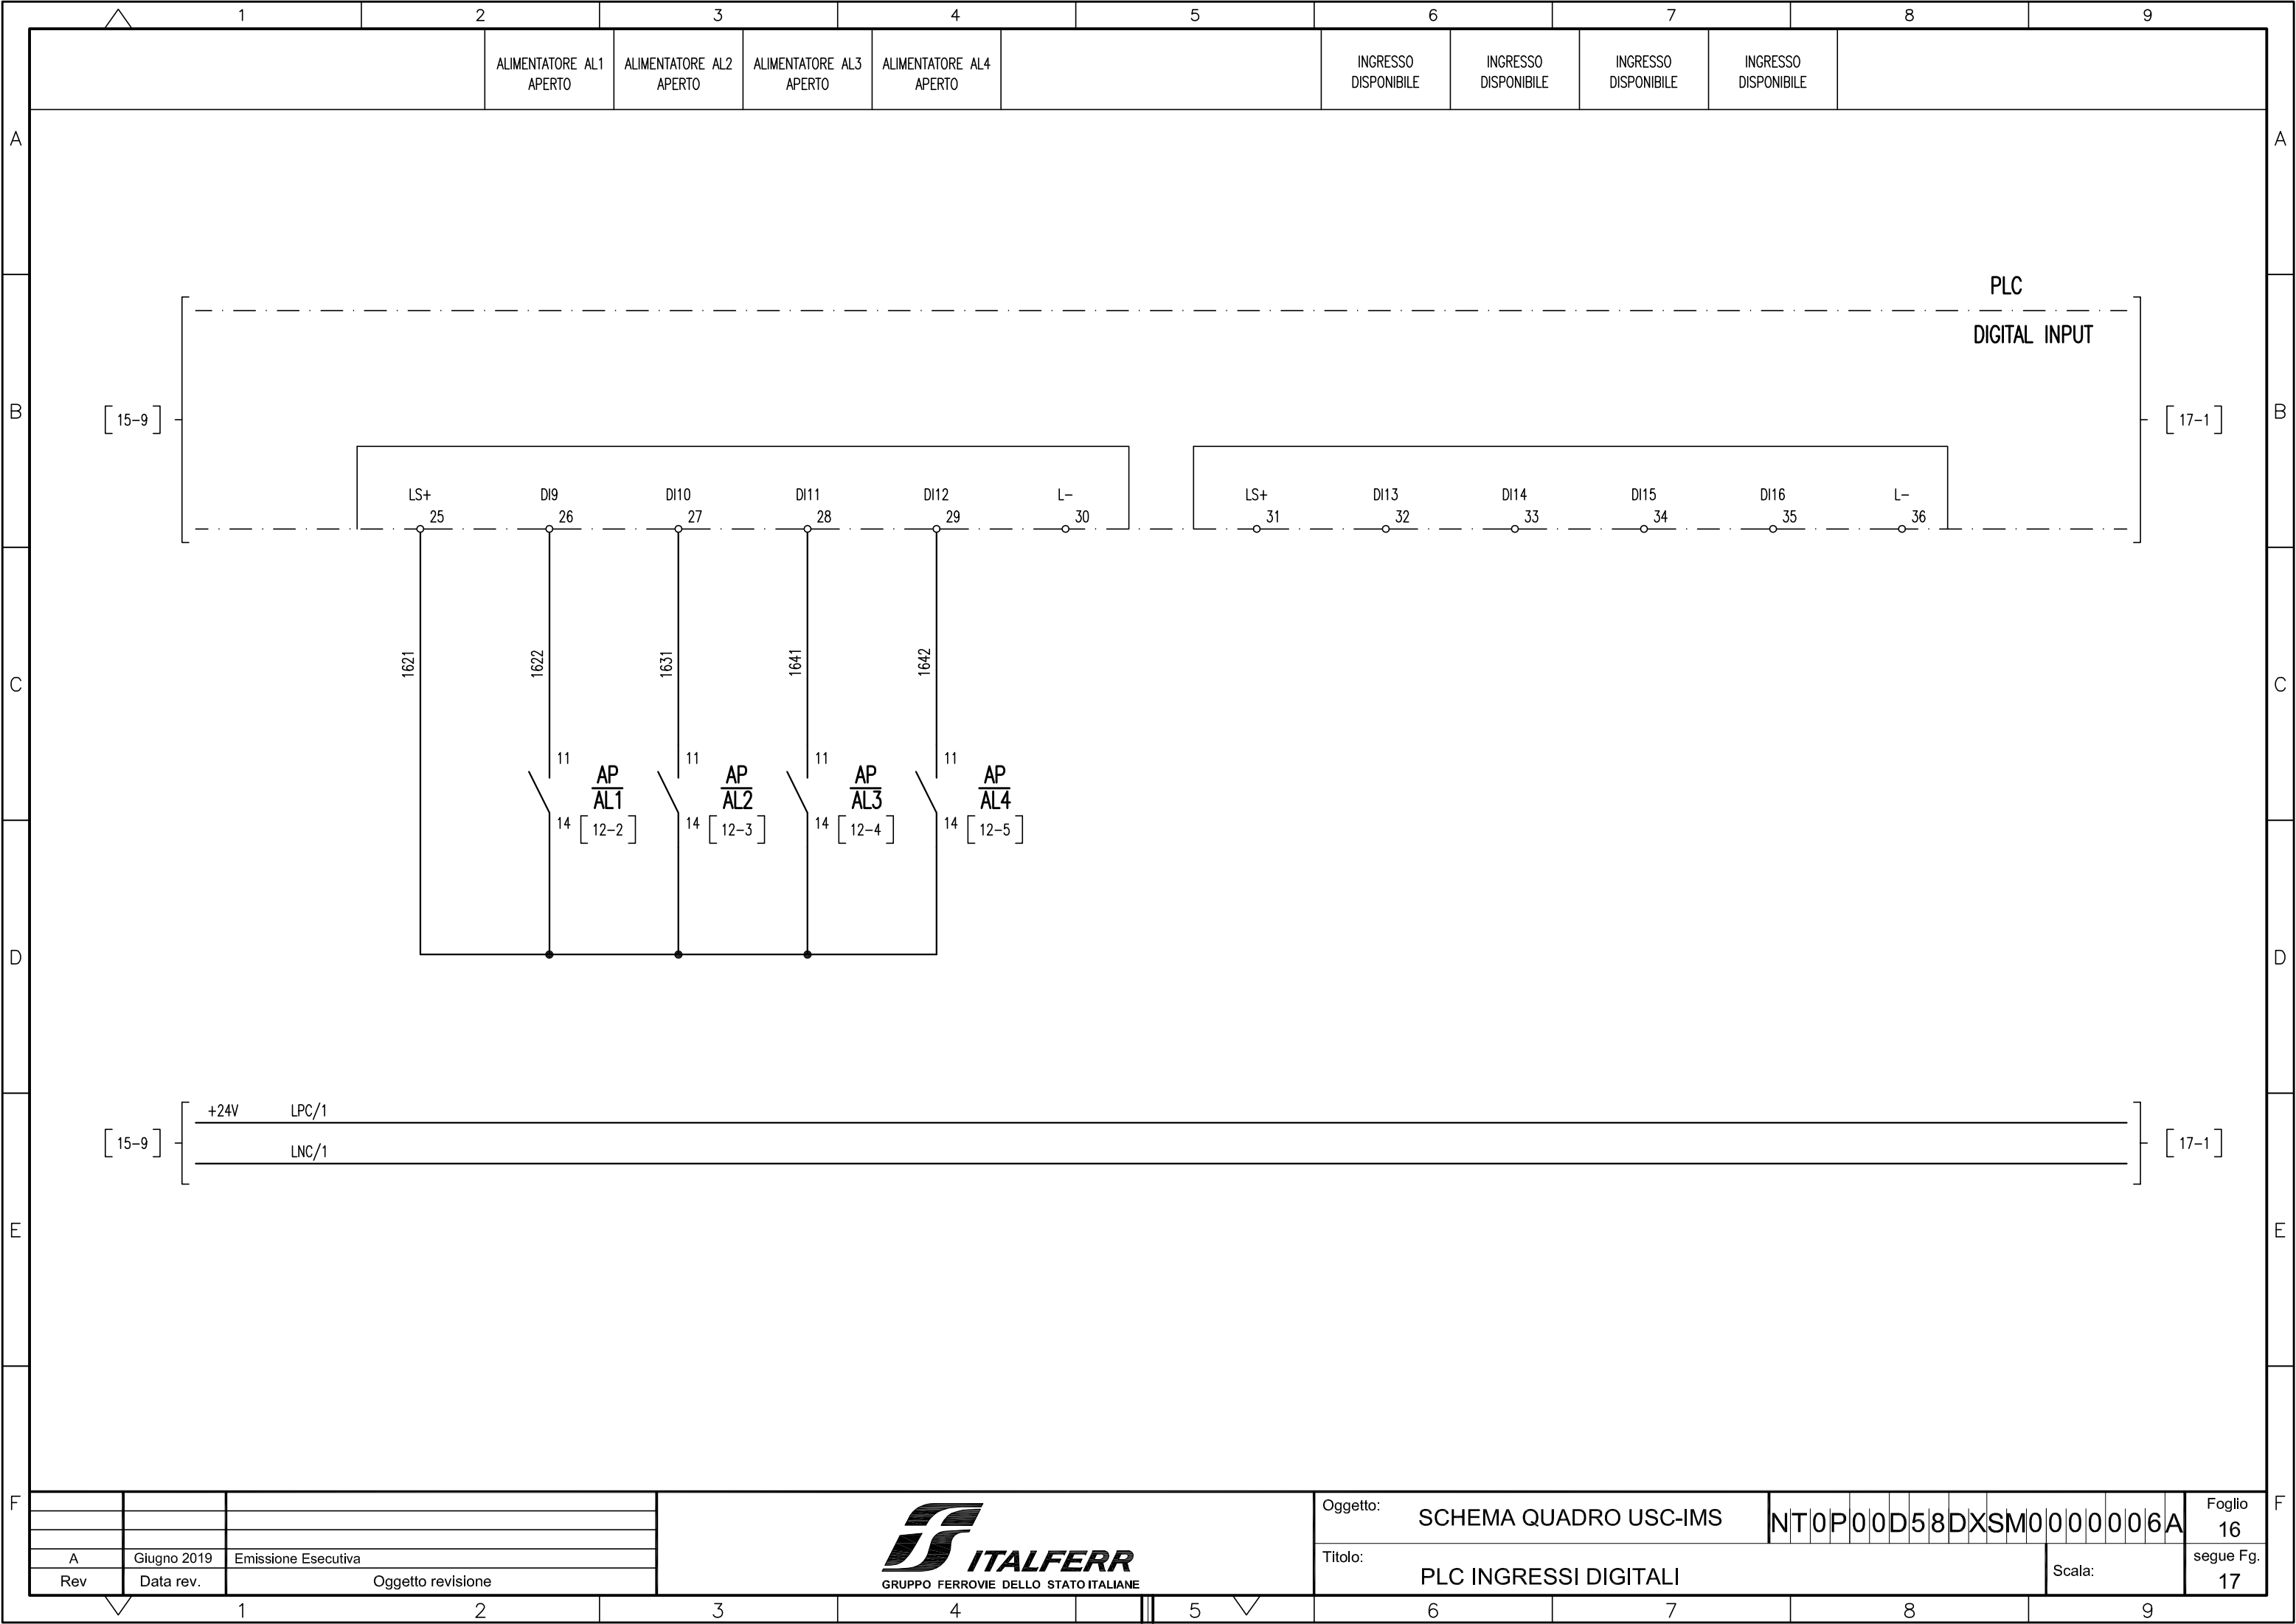 1 2 3 4 5 6 7 8 9
ALIMENTATORE AL1
APERTO
ALIMENTATORE AL2
APERTO
ALIMENTATORE AL3
APERTO
ALIMENTATORE AL4
APERTO
INGRESSO
DISPONIBILE
INGRESSO
DISPONIBILE
INGRESSO
DISPONIBILE
INGRESSO
DISPONIBILE
A A
PLC
DIGITAL INPUT
B B
15-9 17-1
LS+ DI9 DI10 DI11 DI12 L- LS+ DI13 DI14 DI15 DI16 L-
25 26 27 28 29 30 31 32 33 34 35 36
1621 1622 1631 1641 1642
C C
11 11 11 11
AP AP AP AP
AL1 AL2 AL3 AL4
14 12-2 14 12-3 14 12-4 14 12-5
D D
+24V LPC/1
15-9 17-1
LNC/1
E E
F F
A Giugno 2019 Emissione Esecutiva
Rev Data rev. Oggetto revisione
ITALFERR
GRUPPO FERROVIE DELLO STATO ITALIANE
Oggetto: SCHEMA QUADRO USC-IMS
NT0P00D58DXSM0000006A
Foglio
16
Titolo: PLC INGRESSI DIGITALI
Scala:
segue Fg.
17
1 2 3 4 5 6 7 8 9